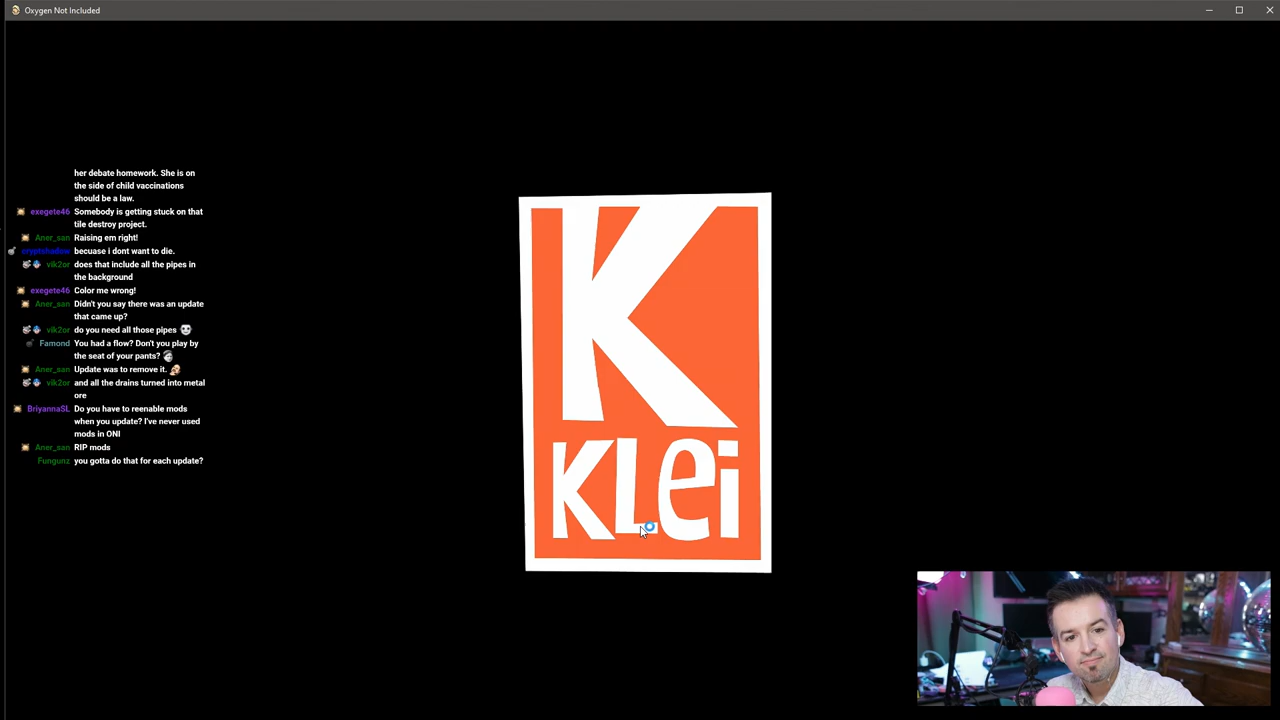 Oxygen Not Included
her debate homework. She is on
the side of child vaccinations
should be a law.
exegete46 Somebody is getting stuck on that
tile destroy project.
Aner_san Raising em right!
cryptshadow becuase i dont want to die.
vik2or does that include all the pipes in
the background
exegete46 Color me wrong!
Aner_san Didn't you say there was an update
that came up?
vik2or do you need all those pipes
Famond You had a flow? Don't you play by
the seat of your pants?
Aner_san Update was to remove it.
vik2or and all the drains turned into metal
ore
BriyannaSL Do you have to reenable mods
when you update? I've never used
mods in ONI
Aner_san RIP mods
Fungunz you gotta do that for each update?
K
KLei